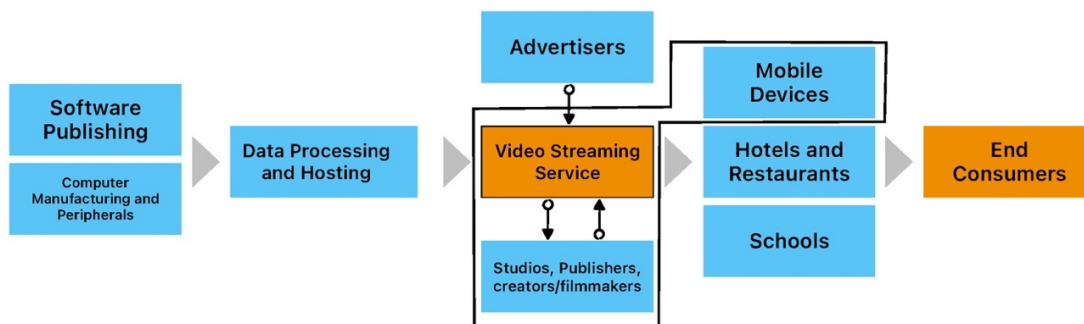 Software
Publishing
Computer
Manufacturing and
Peripherals
Data Processing
and Hosting
Advertisers
Video Streaming
Service
Studios, Publishers,
creators/filmmakers
Mobile
Devices
Hotels and
Restaurants
Schools
End
Consumers